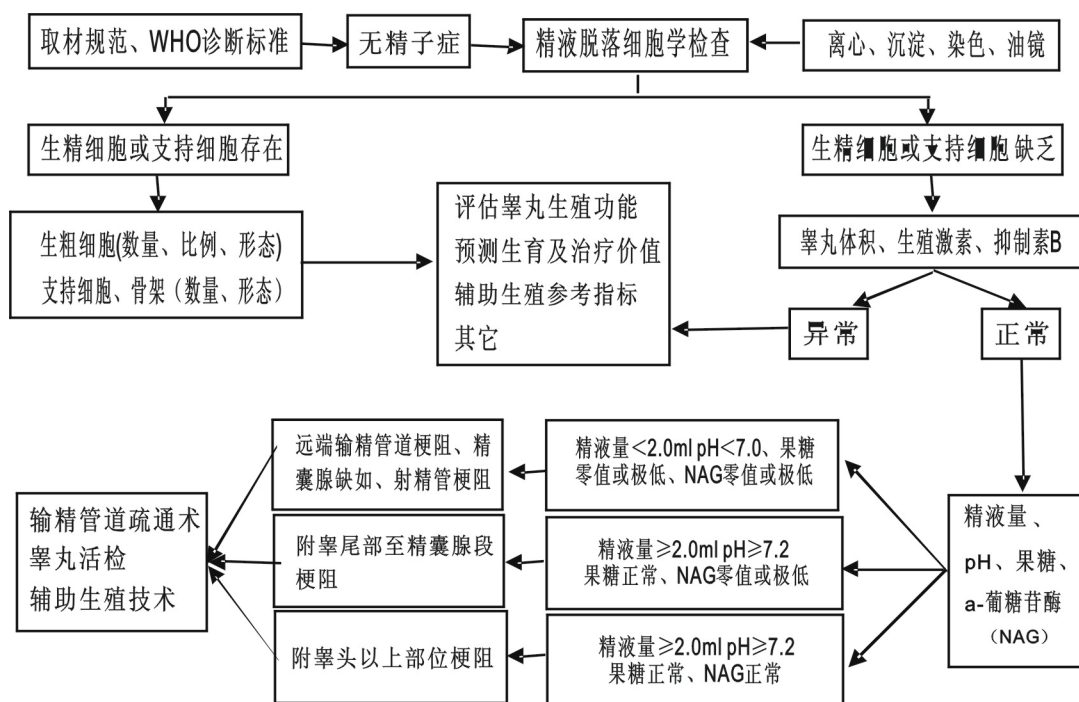 取材规范、WHO诊断标准
无精子症
精液脱落细胞学检查
离心、沉淀、染色、油镜
生精细胞或支持细胞存在
生精细胞或支持细胞缺乏
生粗细胞(数量、比例、形态)
支持细胞、骨架（数量、形态）
评估睾丸生殖功能
预测生育及治疗价值
辅助生殖参考指标
其它
睾丸体积、生殖激素、抑制素B
异常
正常
远端输精管道梗阻、精
囊腺缺如、射精管梗阻
精液量<2.0ml pH<7.0、果糖
零值或极低、NAG零值或极低
输精管道疏通术
睾丸活检
辅助生殖技术
附睾尾部至精囊腺段
梗阻
精液量≥2.0ml pH≥7.2
果糖正常、NAG零值或极低
精液量、
pH、果糖、
a-葡糖苷酶
（NAG）
附睾头以上部位梗阻
精液量≥2.0ml pH≥7.2
果糖正常、NAG正常